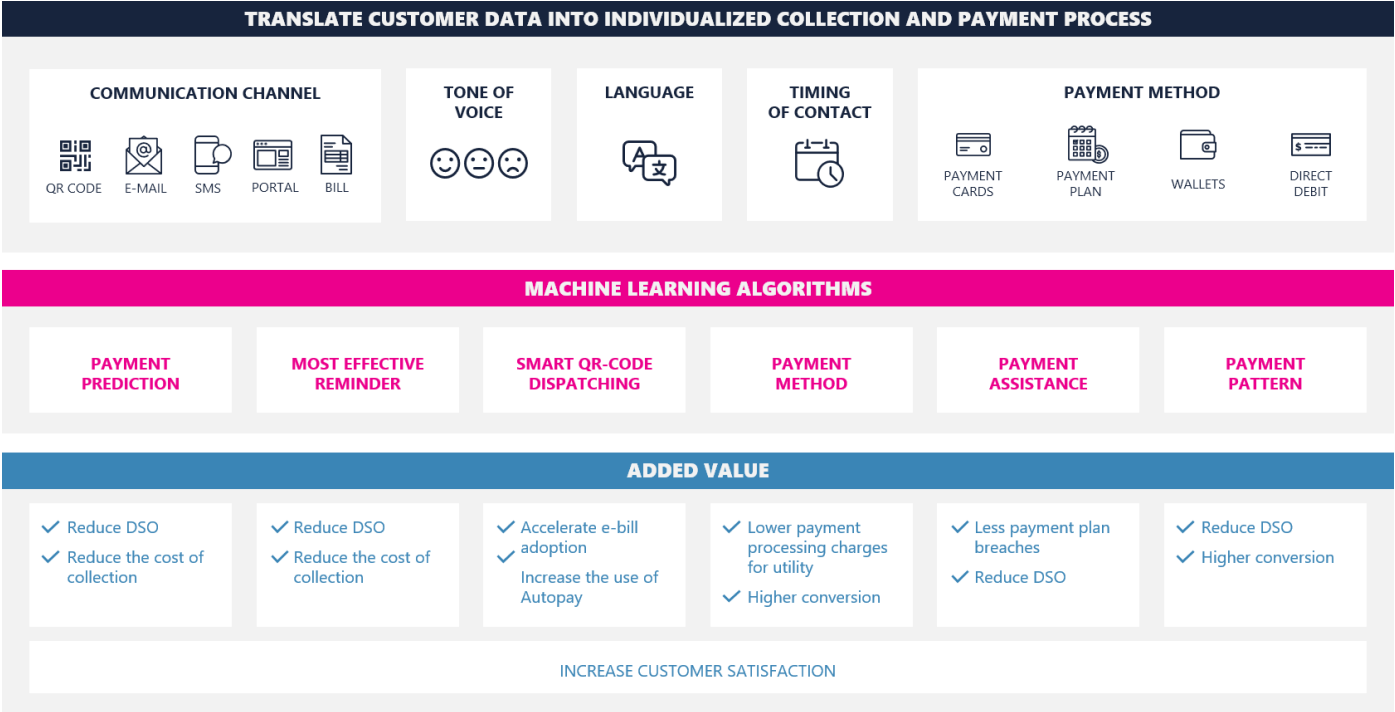 TRANSLATE CUSTOMER DATA INTO INDIVIDUALIZED COLLECTION AND PAYMENT PROCESS
COMMUNICATION CHANNEL
QR CODE
E-MAIL
SMS
PORTAL
BILL
TONE OF
VOICE
LANGUAGE
A
文
TIMING
OF CONTACT
PAYMENT METHOD
PAYMENT
CARDS
PAYMENT
PLAN
WALLETS
DIRECT
DEBIT
MACHINE LEARNING ALGORITHMS
PAYMENT
PREDICTION
MOST EFFECTIVE
REMINDER
SMART QR-CODE
DISPATCHING
PAYMENT
METHOD
PAYMENT
ASSISTANCE
PAYMENT
PATTERN
ADDED VALUE
Reduce DSO
Reduce the cost of
collection
Reduce DSO
Reduce the cost of
collection
Accelerate e-bill
adoption
Increase the use of
Autopay
Lower payment
processing charges
for utility
Higher conversion
Less payment plan
breaches
Reduce DSO
Reduce DSO
Higher conversion
INCREASE CUSTOMER SATISFACTION